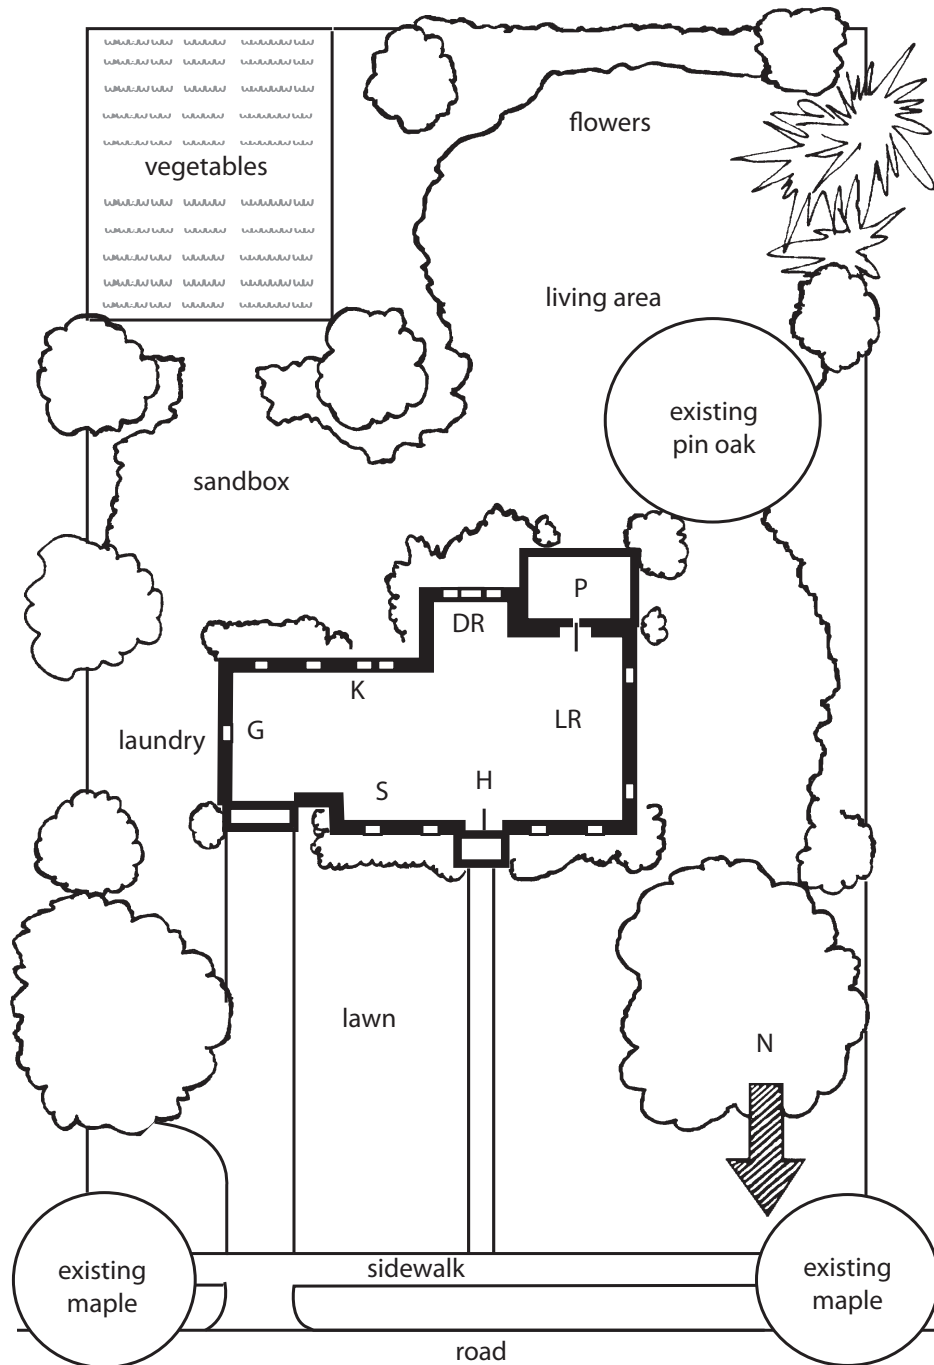 flowers
vegetables
living area
existing
pin oak
sandbox
P
DR
K
LR
G
laundry
H
S
lawn
N
existing
maple
sidewalk
existing
maple
road